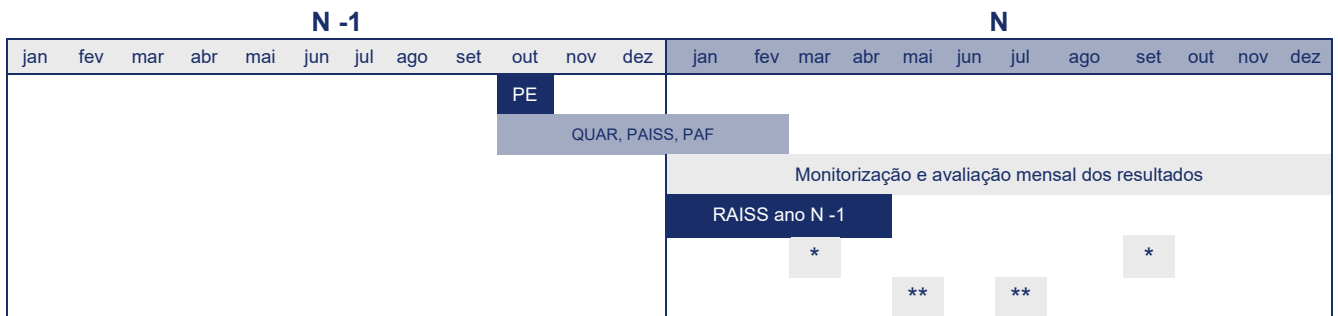 N -1 N
jan fev mar abr mai jun jul ago set out nov dez jan fev mar abr mai jun jul ago set out nov dez
PE
QUAR, PAISS, PAF
Monitorização e avaliação mensal dos resultados
RAISS ano N -1
* *
** **